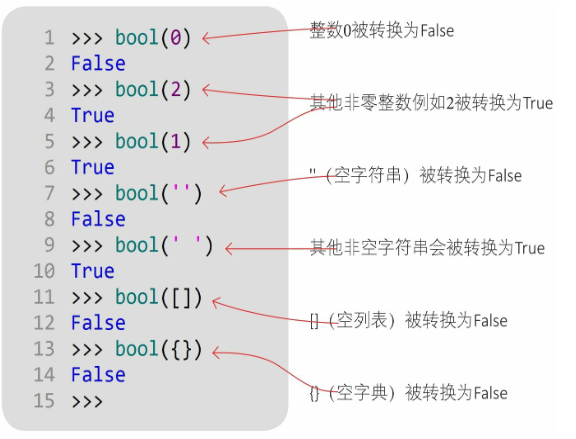 1 >>> bool(0)
整数0被转换为False
2 False
3 >>> bool(2)
其他非零整数例如2被转换为True
4 True
5 >>> bool(1)
6 True
''（空字符串）被转换为False
7 >>> bool('')
8 False
9 >>> bool(' ')
其他非空字符串会被转换为True
10 True
11 >>> bool([])
[]（空列表）被转换为False
12 False
13 >>> bool({})
14 False
{}（空字典）被转换为False
15 >>>